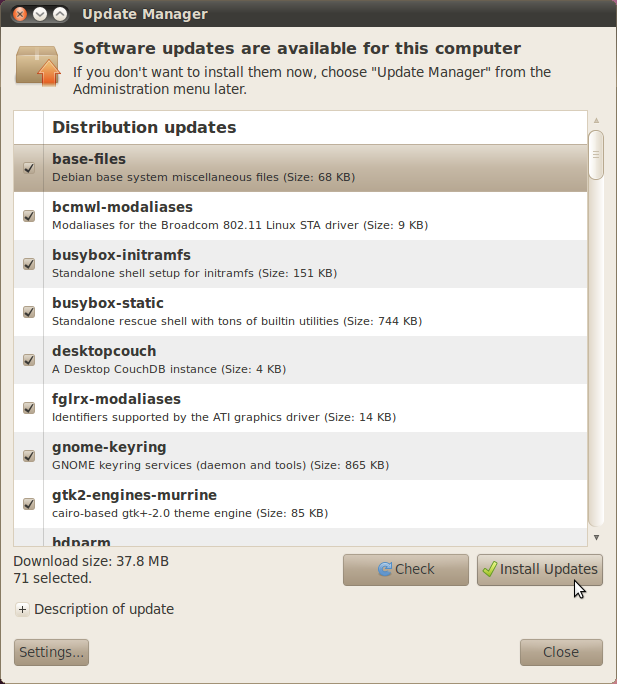 Update Manager
Software updates are available for this computer
If you don't want to install them now, choose "Update Manager" from the
Administration menu later.
Distribution updates
base-files
Debian base system miscellaneous files (Size: 68 KB)
bcmwl-modaliases
Modaliases for the Broadcom 802.11 Linux STA driver (Size: 9 KB)
busybox-initramfs
Standalone shell setup for initramfs (Size: 151 KB)
busybox-static
Standalone rescue shell with tons of builtin utilities (Size: 744 KB)
desktopcouch
A Desktop CouchDB instance (Size: 4 KB)
fglrx-modaliases
Identifiers supported by the ATI graphics driver (Size: 14 KB)
gnome-keyring
GNOME keyring services (daemon and tools) (Size: 865 KB)
gtk2-engines-murrine
cairo-based gtk+-2.0 theme engine (Size: 85 KB)
hdparm
Download size: 37.8 MB
71 selected.
Check
Install Updates
Description of update
Settings...
Close